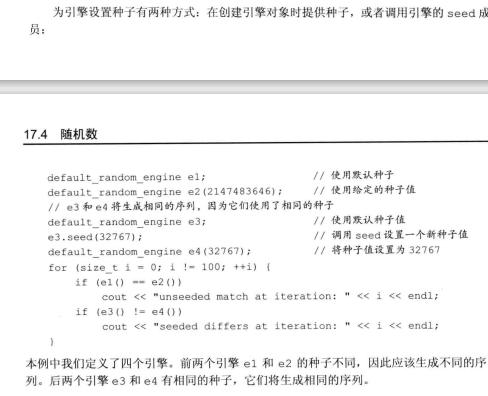 为引擎设置种子有两种方式：在创建引擎对象时提供种子，或者调用引擎的 seed 成
员：
17.4 随机数
default_random_engine e1; // 使用默认种子
default_random_engine e2(2147483646); // 使用给定的种子值
// e3 和 e4 将生成相同的序列，因为它们使用了相同的种子
default_random_engine e3; // 使用默认种子值
e3.seed(32767); // 调用 seed 设置一个新种子值
default_random_engine e4(32767); // 将种子值设置为 32767
for (size_t i = 0; i != 100; ++i) {
if (e1() == e2())
cout << "unseeded match at iteration: " << i << endl;
if (e3() != e4())
cout << "seeded differs at iteration: " << i << endl;
}
本例中我们定义了四个引擎。前两个引擎 e1 和 e2 的种子不同，因此应该生成不同的序
列。后两个引擎 e3 和 e4 有相同的种子，它们将生成相同的序列。